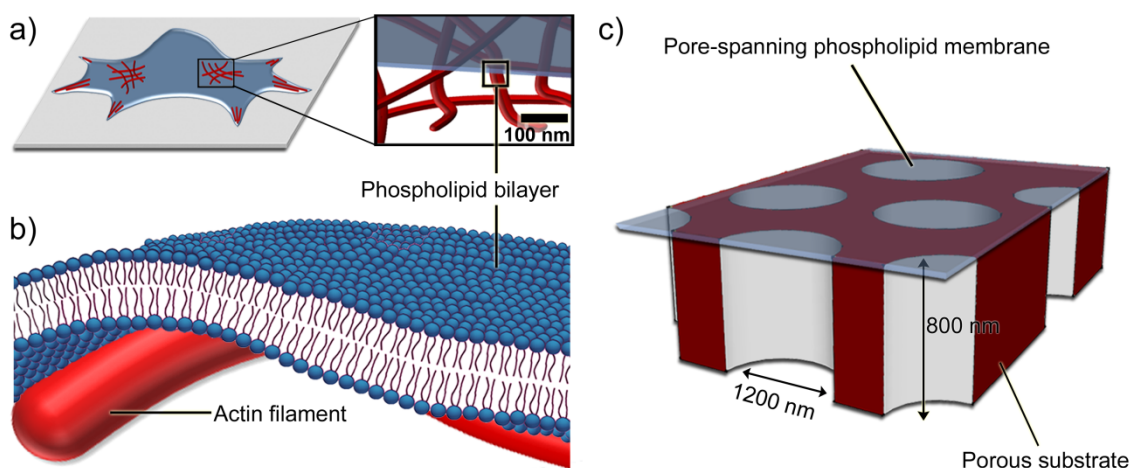 a)
100 nm
Phospholipid bilayer
b)
Actin filament
c)
Pore-spanning phospholipid membrane
800 nm
1200 nm
Porous substrate